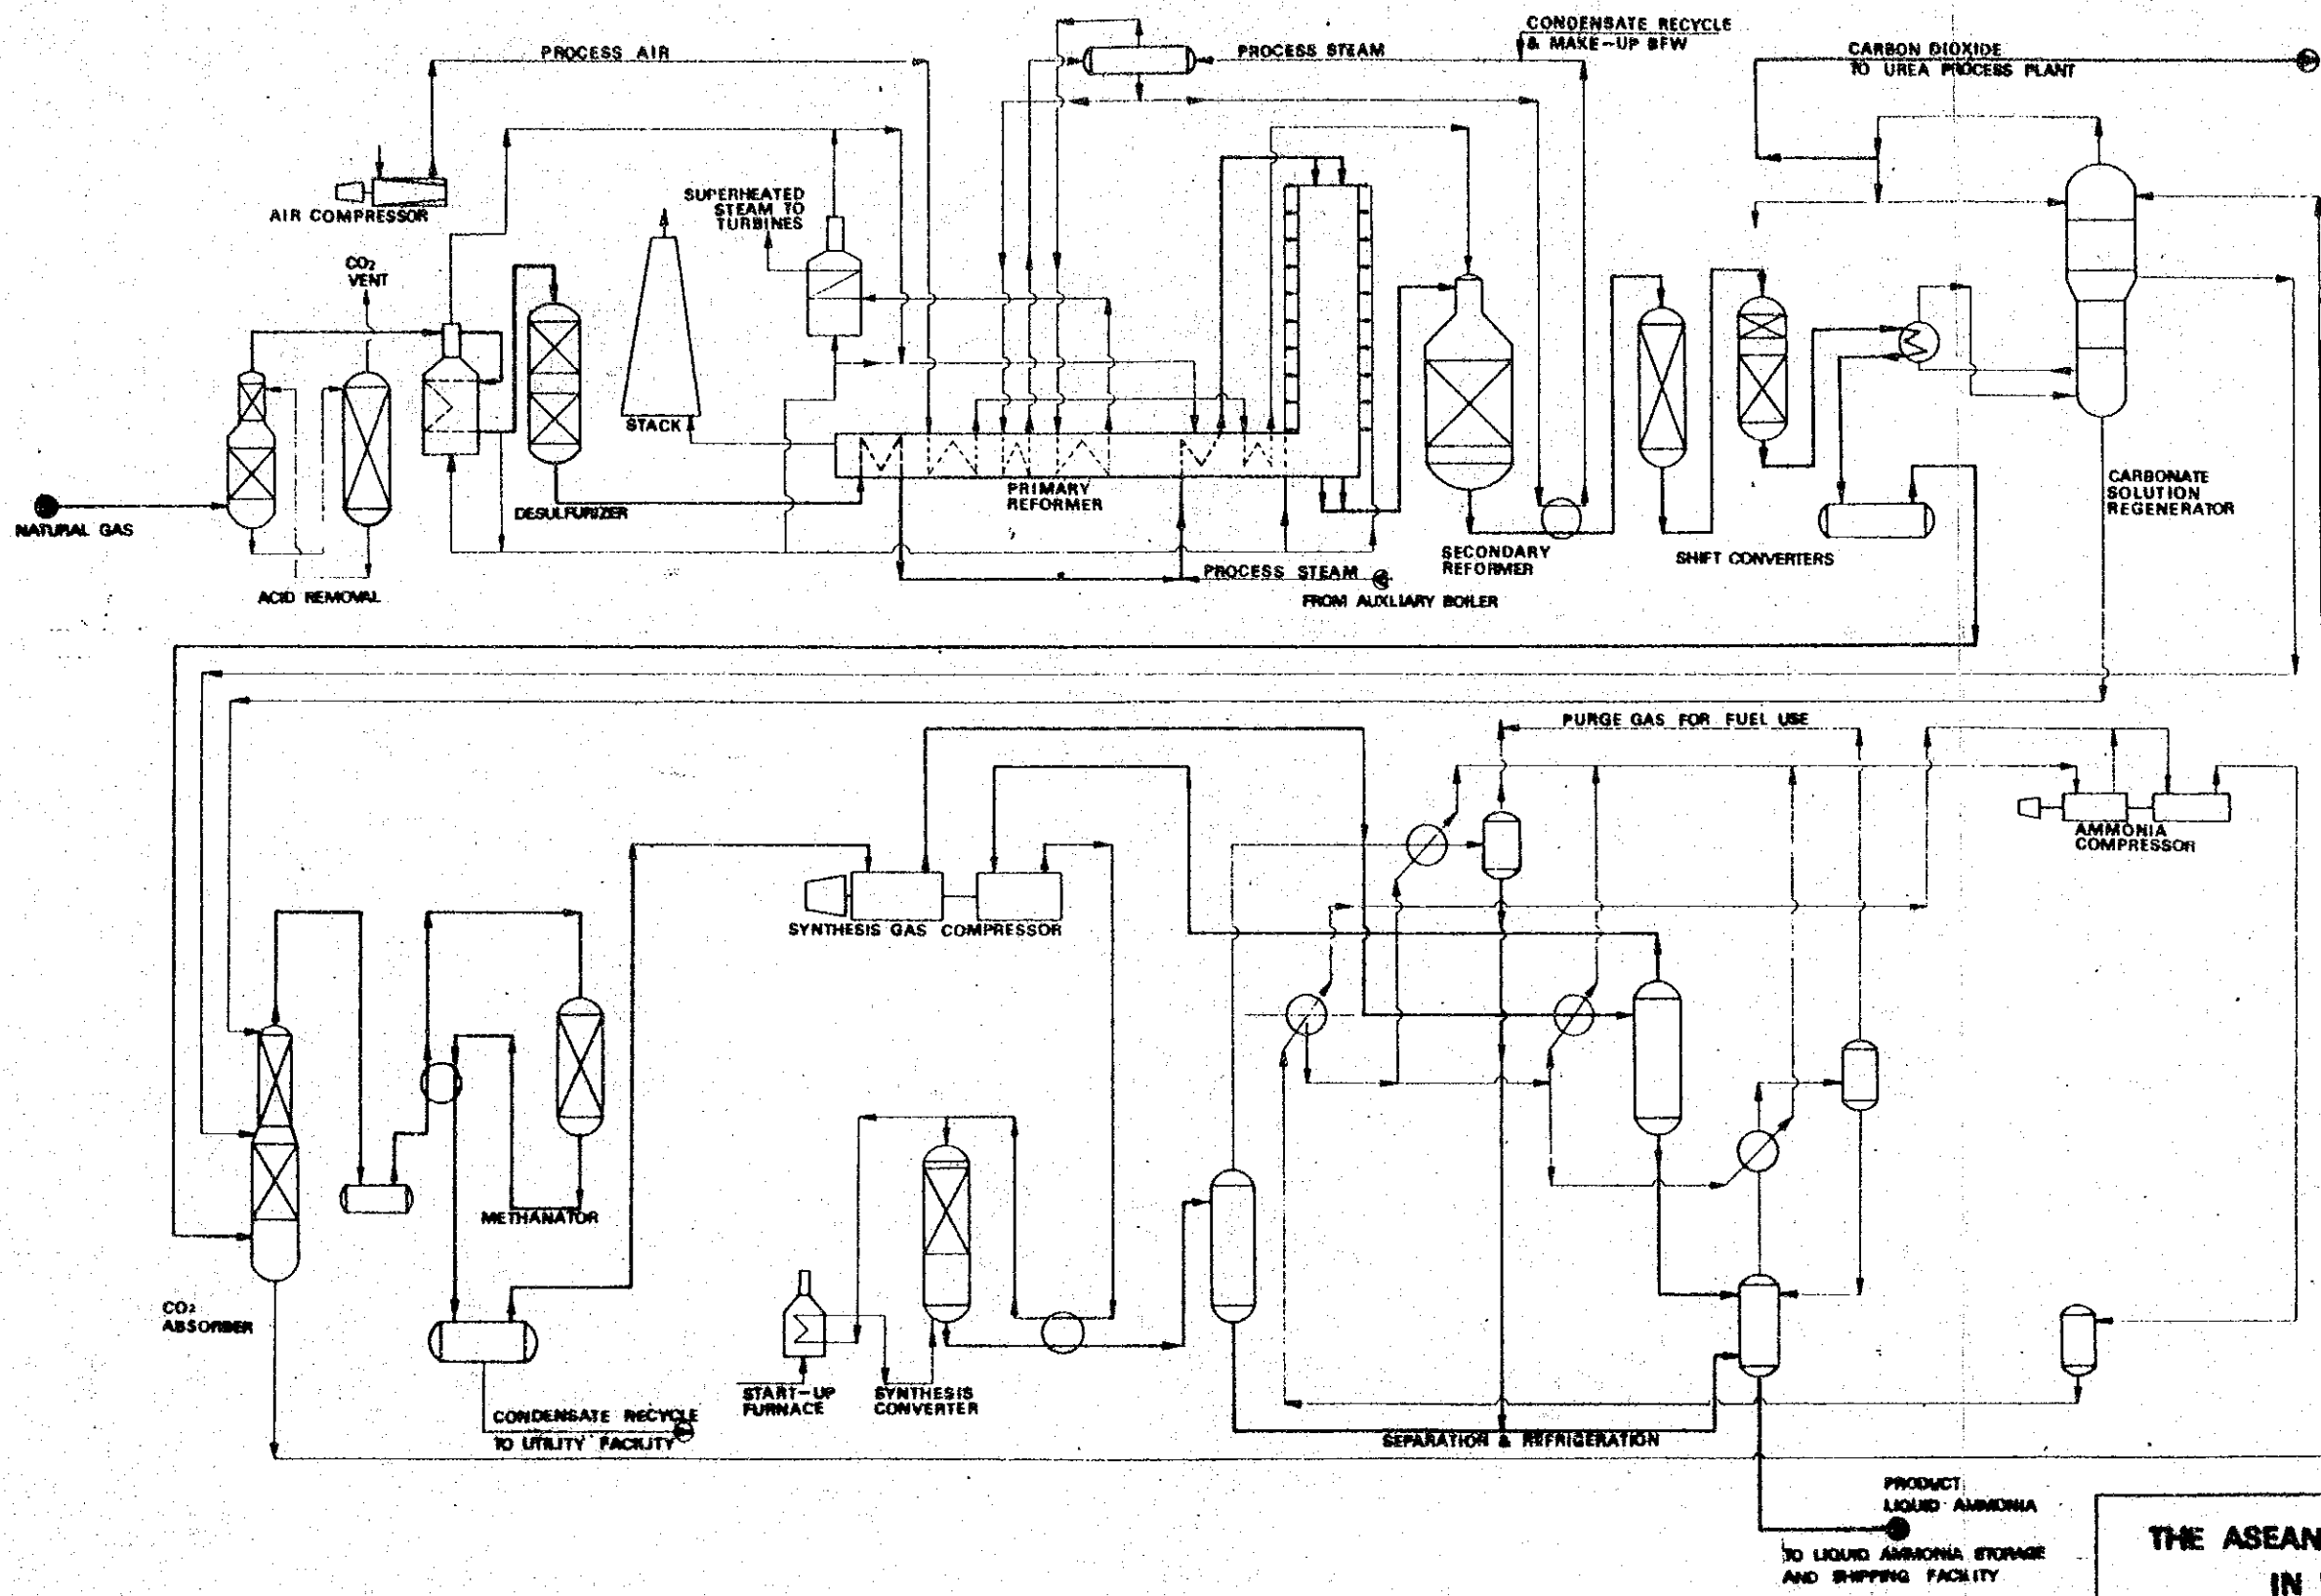 PROCESS AIR
PROCESS STEAM
CONDENSATE RECYCLE
& MAKE-UP BFW
CARBON DIOXIDE
TO UREA PROCESS PLANT
AIR COMPRESSOR
SUPERHEATED
STEAM TO
TURBINES
CO2
VENT
STACK
NATURAL GAS
DESULFURIZER
PRIMARY
REFORMER
CARBONATE
SOLUTION
REGENERATOR
SECONDARY
REFORMER
SHIFT CONVERTERS
PROCESS STEAM
FROM AUXLIARY BOILER
ACID REMOVAL
PURGE GAS FOR FUEL USE
AMMONIA
COMPRESSOR
SYNTHESIS GAS COMPRESSOR
METHANATOR
CO2
ABSORBER
START-UP
FURNACE
SYNTHESIS
CONVERTER
CONDENSATE RECYCLE
TO UTILITY FACILITY
SEPARATION & REFRIGERATION
PRODUCT
LIQUID AMMONIA
TO LIQUID AMMONIA STORAGE
AND SHIPPING FACILITY
THE ASEAN
IN